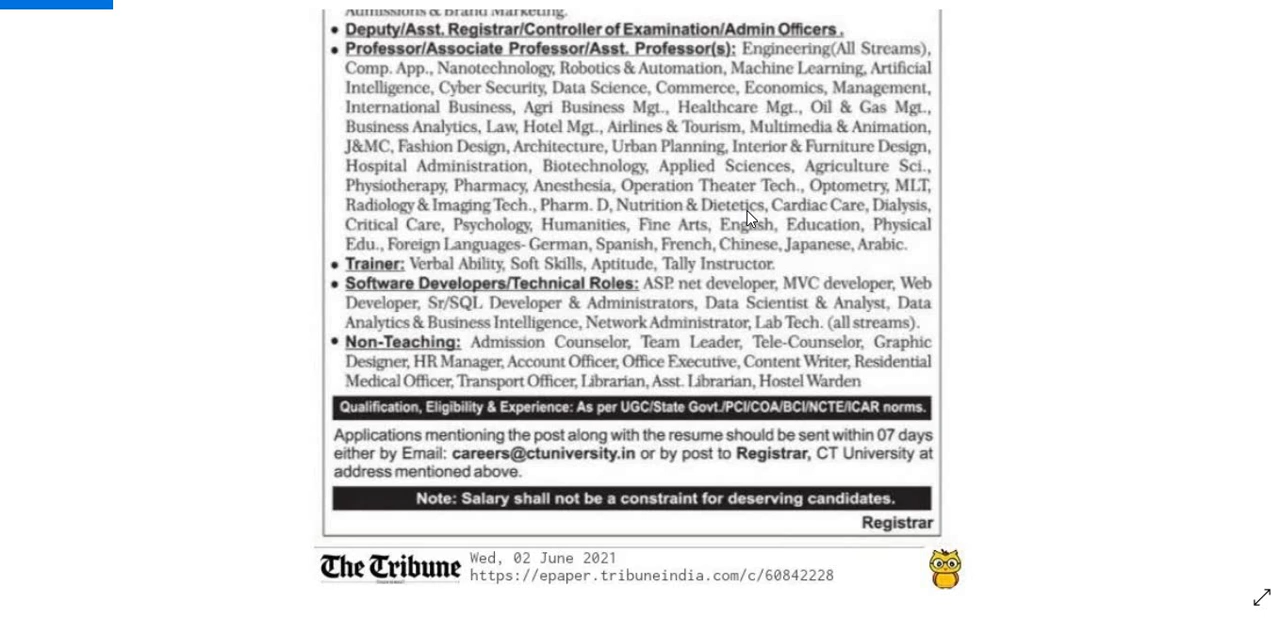 Admissions & Brand Marketing.
• Deputy/Asst. Registrar/Controller of Examination/Admin Officers.
• Professor/Associate Professor/Asst. Professor(s): Engineering(All Streams),
Comp. App., Nanotechnology, Robotics & Automation, Machine Learning, Artificial
Intelligence, Cyber Security, Data Science, Commerce, Economics, Management,
International Business, Agri Business Mgt., Healthcare Mgt., Oil & Gas Mgt.,
Business Analytics, Law, Hotel Mgt., Airlines & Tourism, Multimedia & Animation,
J&MC, Fashion Design, Architecture, Urban Planning, Interior & Furniture Design,
Hospital Administration, Biotechnology, Applied Sciences, Agriculture Sci.,
Physiotherapy, Pharmacy, Anesthesia, Operation Theater Tech., Optometry, MLT,
Radiology & Imaging Tech., Pharm. D, Nutrition & Dietetics, Cardiac Care, Dialysis,
Critical Care, Psychology, Humanities, Fine Arts, English, Education, Physical
Edu., Foreign Languages- German, Spanish, French, Chinese, Japanese, Arabic.
• Trainer: Verbal Ability, Soft Skills, Aptitude, Tally Instructor.
• Software Developers/Technical Roles: ASP. net developer, MVC developer, Web
Developer, Sr/SQL Developer & Administrators, Data Scientist & Analyst, Data
Analytics & Business Intelligence, Network Administrator, Lab Tech. (all streams).
• Non-Teaching: Admission Counselor, Team Leader, Tele-Counselor, Graphic
Designer, HR Manager, Account Officer, Office Executive, Content Writer, Residential
Medical Officer, Transport Officer, Librarian, Asst. Librarian, Hostel Warden
Qualification, Eligibility & Experience: As per UGC/State Govt./PCI/COA/BCI/NCTE/ICAR norms.
Applications mentioning the post along with the resume should be sent within 07 days
either by Email: careers@ctuniversity.in or by post to Registrar, CT University at
address mentioned above.
Note: Salary shall not be a constraint for deserving candidates.
Registrar
The Tribune
Wed, 02 June 2021
https://epaper.tribuneindia.com/c/60842228